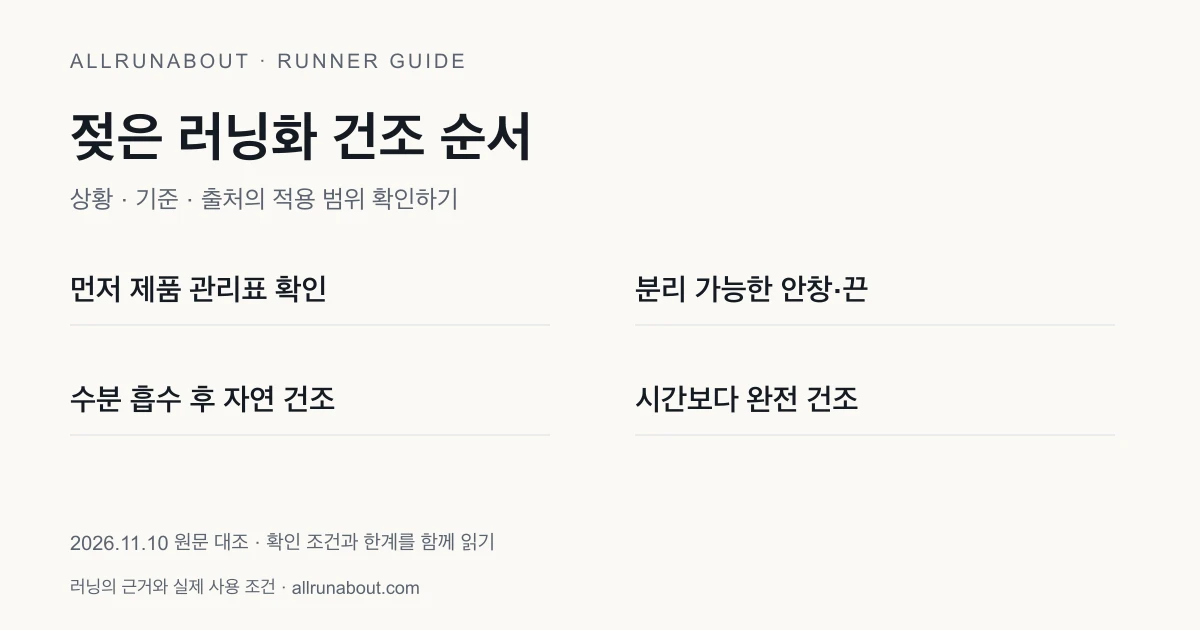 ALLRUNABOUT · RUNNER GUIDE
젖은 러닝화 건조 순서
상황 · 기준 · 출처의 적용 범위 확인하기
먼저 제품 관리표 확인
분리 가능한 안창·끈
수분 흡수 후 자연 건조
시간보다 완전 건조
2026.11.10 원문 대조 · 확인 조건과 한계를 함께 읽기
러닝의 근거와 실제 사용 조건 · allrunabout.com